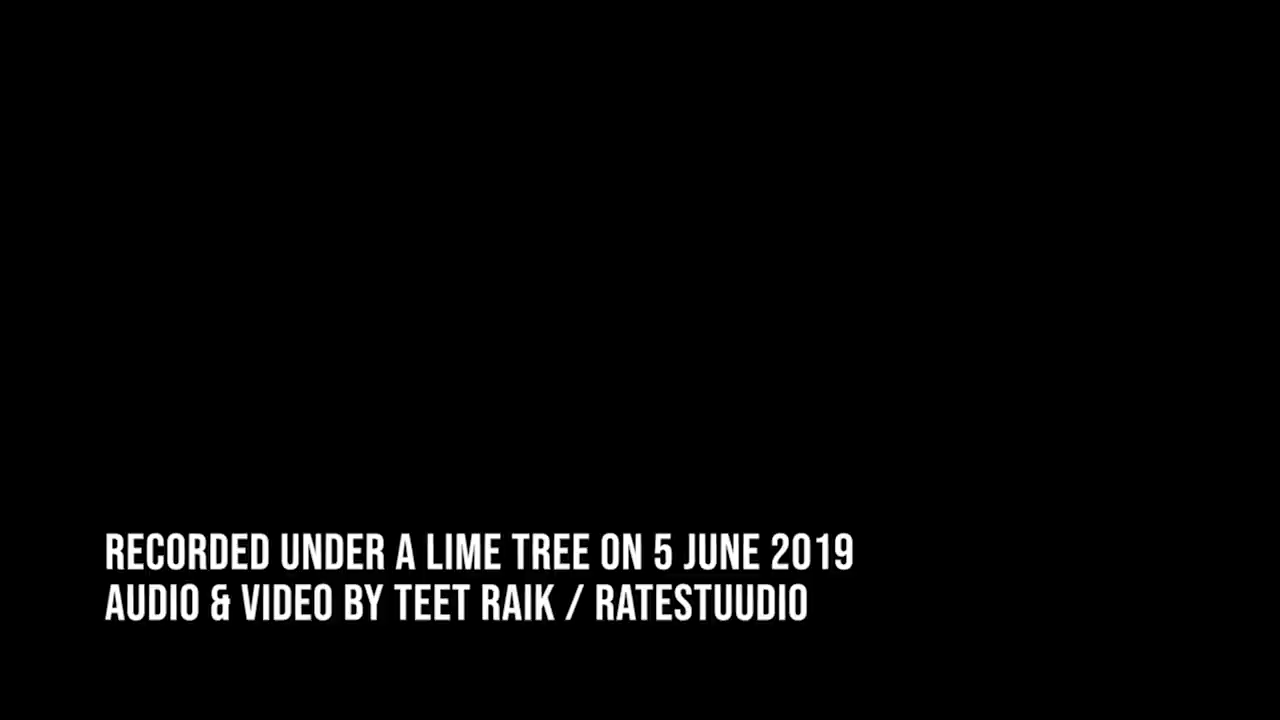 RECORDED UNDER A LIME TREE ON 5 JUNE 2019
AUDIO & VIDEO BY TEET RAIK / RATESTUUDIO